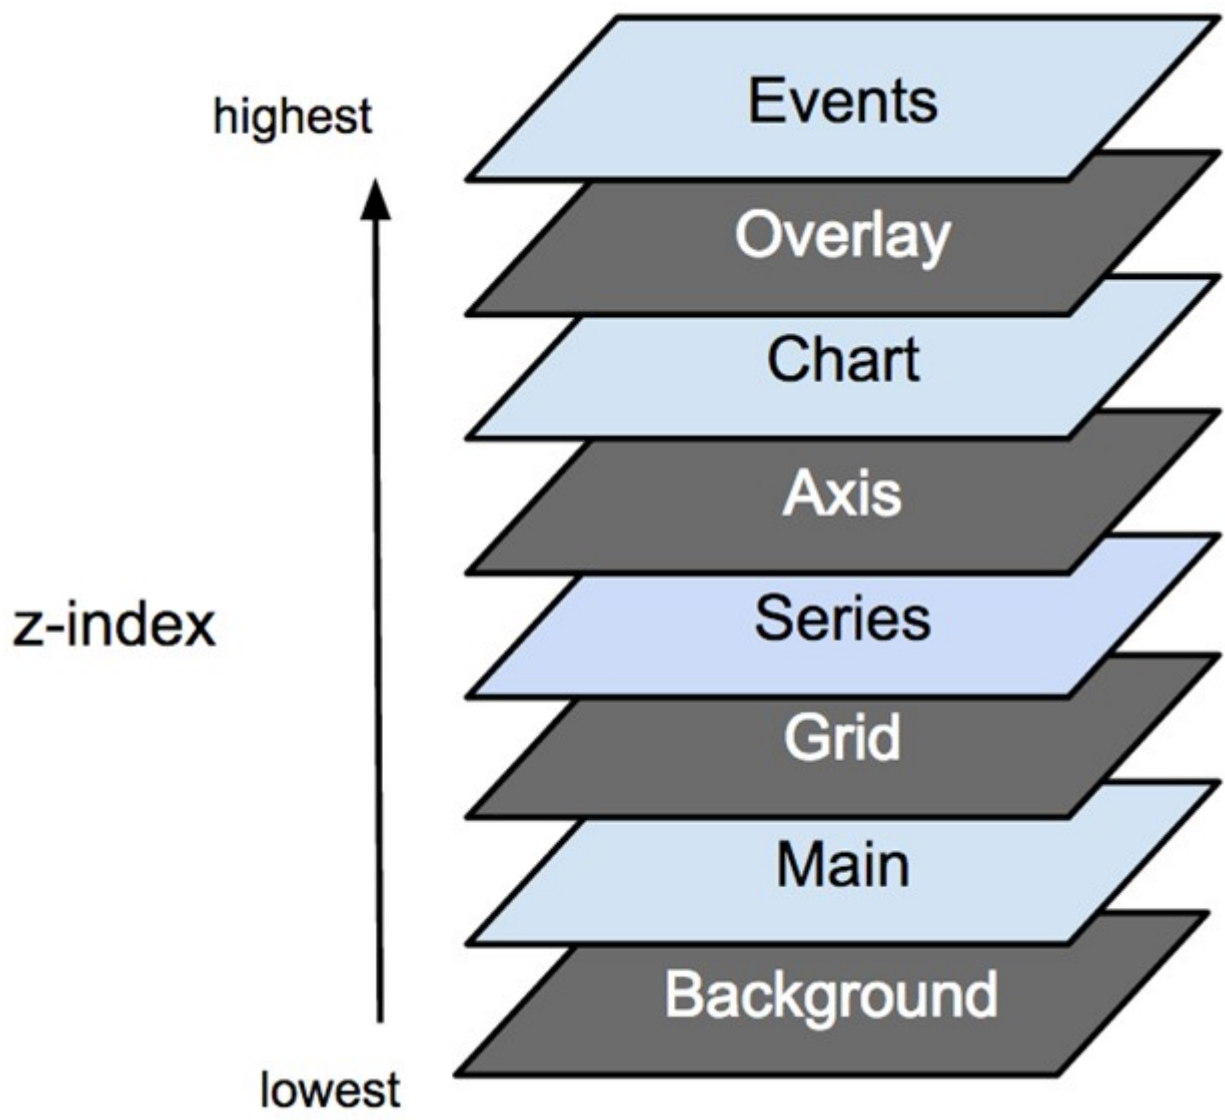 highest
Events
Overlay
Chart
Axis
z-index
Series
Grid
Main
Background
lowest